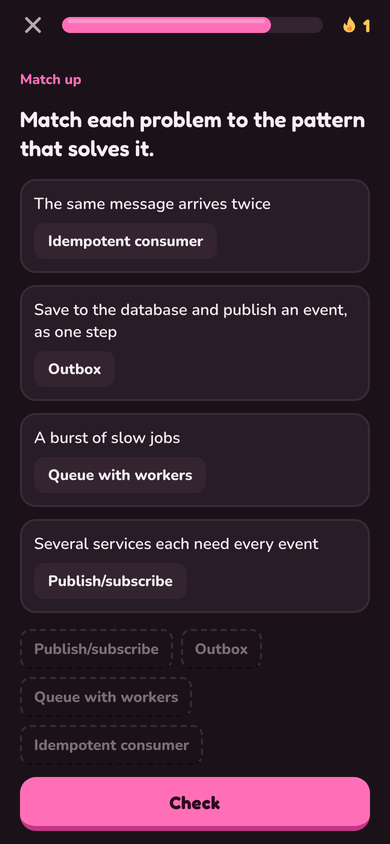 1
Match up
Match each problem to the pattern
that solves it.
The same message arrives twice
Idempotent consumer
Save to the database and publish an event,
as one step
Outbox
A burst of slow jobs
Queue with workers
Several services each need every event
Publish/subscribe
Publish/subscribe
Outbox
Queue with workers
Idempotent consumer
Check